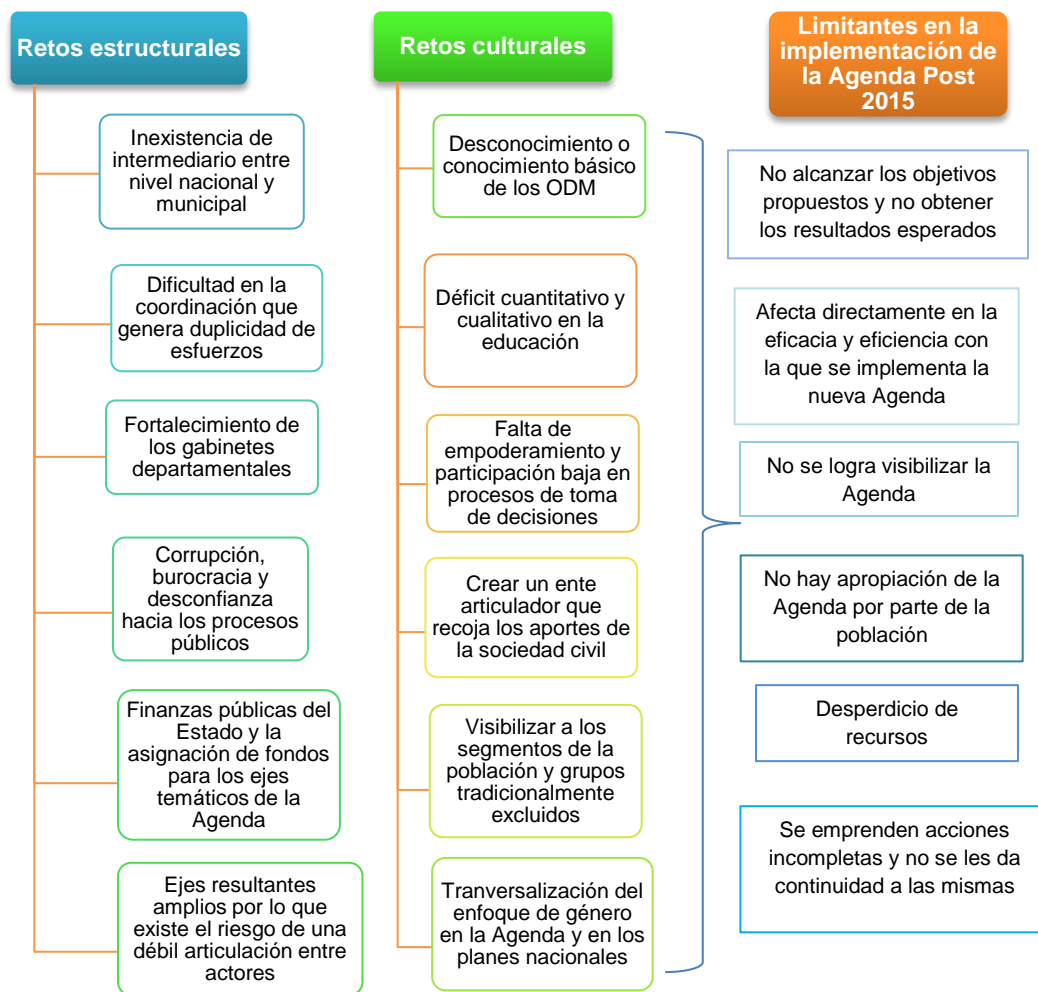 Retos estructurales
Inexistencia de
intermediario entre
nivel nacional y
municipal
Dificultad en la
coordinación que
genera duplicidad de
esfuerzos
Fortalecimiento de
los gabinetes
departamentales
Corrupción,
burocracia y
desconfianza
hacia los procesos
públicos
Finanzas públicas del
Estado y la
asignación de fondos
para los ejes
temáticos de la
Agenda
Ejes resultantes
amplios por lo que
existe el riesgo de una
débil articulación entre
actores
Retos culturales
Desconocimiento o
conocimiento básico
de los ODM
Déficit cuantitativo y
cualitativo en la
educación
Falta de
empoderamiento y
participación baja en
procesos de toma
de decisiones
Crear un ente
articulador que
recoja los aportes de
la sociedad civil
Visibilizar a los
segmentos de la
población y grupos
tradicionalmente
excluidos
Tranversalización del
enfoque de género
en la Agenda y en los
planes nacionales
Limitantes en la
implementación de
la Agenda Post
2015
No alcanzar los objetivos
propuestos y no obtener
los resultados esperados
Afecta directamente en la
eficacia y eficiencia con
la que se implementa la
nueva Agenda
No se logra visibilizar la
Agenda
No hay apropiación de la
Agenda por parte de la
población
Desperdicio de
recursos
Se emprenden acciones
incompletas y no se les da
continuidad a las mismas